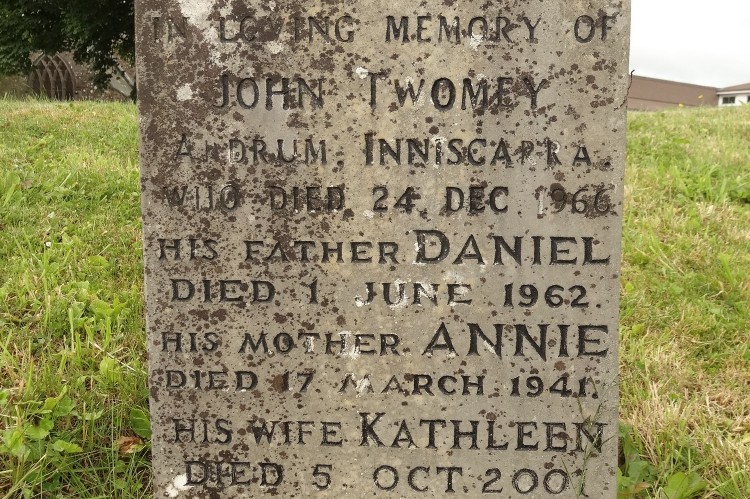 IN LOVING MEMORY OF
JOHN TWOMEY
ARDRUM, INNISCARRA.
WHO DIED 24 DEC 1966
HIS FATHER DANIEL
DIED 1 JUNE 1962.
HIS MOTHER ANNIE
DIED 17 MARCH 1941.
HIS WIFE KATHLEEN
DIED 5 OCT 2001